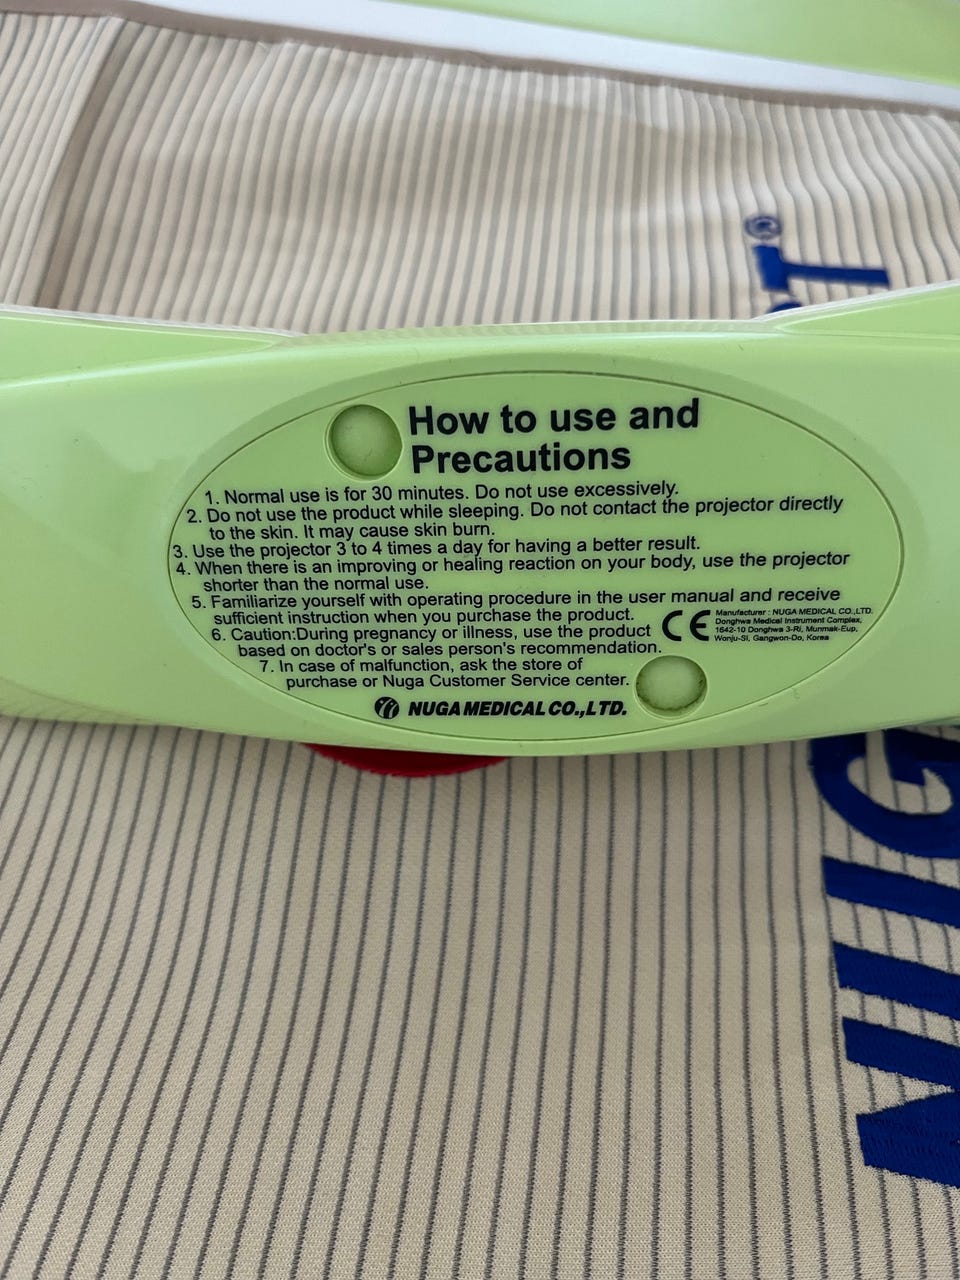 How to use and
Precautions
1. Normal use is for 30 minutes. Do not use excessively.
2. Do not use the product while sleeping. Do not contact the projector directly
to the skin. It may cause skin burn.
3. Use the projector 3 to 4 times a day for having a better result.
4. When there is an improving or healing reaction on your body, use the projector
shorter than the normal use.
5. Familiarize yourself with operating procedure in the user manual and receive
sufficient instruction when you purchase the product.
6. Caution:During pregnancy or illness, use the product
based on doctor's or sales person's recommendation.
7. In case of malfunction, ask the store of
purchase or Nuga Customer Service center.
CE
Manufacturer : NUGA MEDICAL CO.,LTD.
Donghwa Medical Instrument Complex,
1642-10 Donghwa 3-Ri, Munmak-Eup,
Wonju-Si, Gangwon-Do, Korea
NUGA MEDICAL CO.,LTD.
NUG
T®